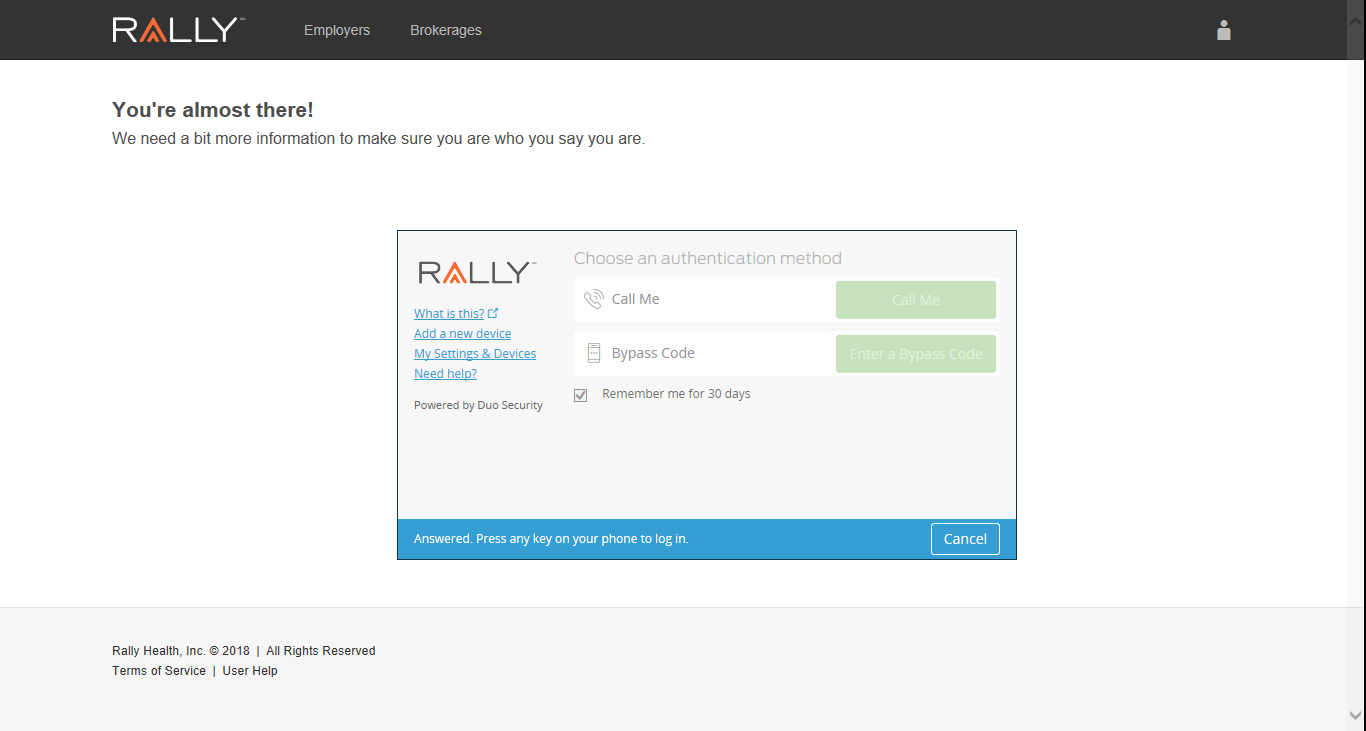 RALLY™
Employers
Brokerages
You're almost there!
We need a bit more information to make sure you are who you say you are.
RALLY™
What is this?
Add a new device
My Settings & Devices
Need help?
Powered by Duo Security
Choose an authentication method
Call Me
Call Me
Bypass Code
Enter a Bypass Code
Remember me for 30 days
Answered. Press any key on your phone to log in.
Cancel
Rally Health, Inc. © 2018 | All Rights Reserved
Terms of Service | User Help